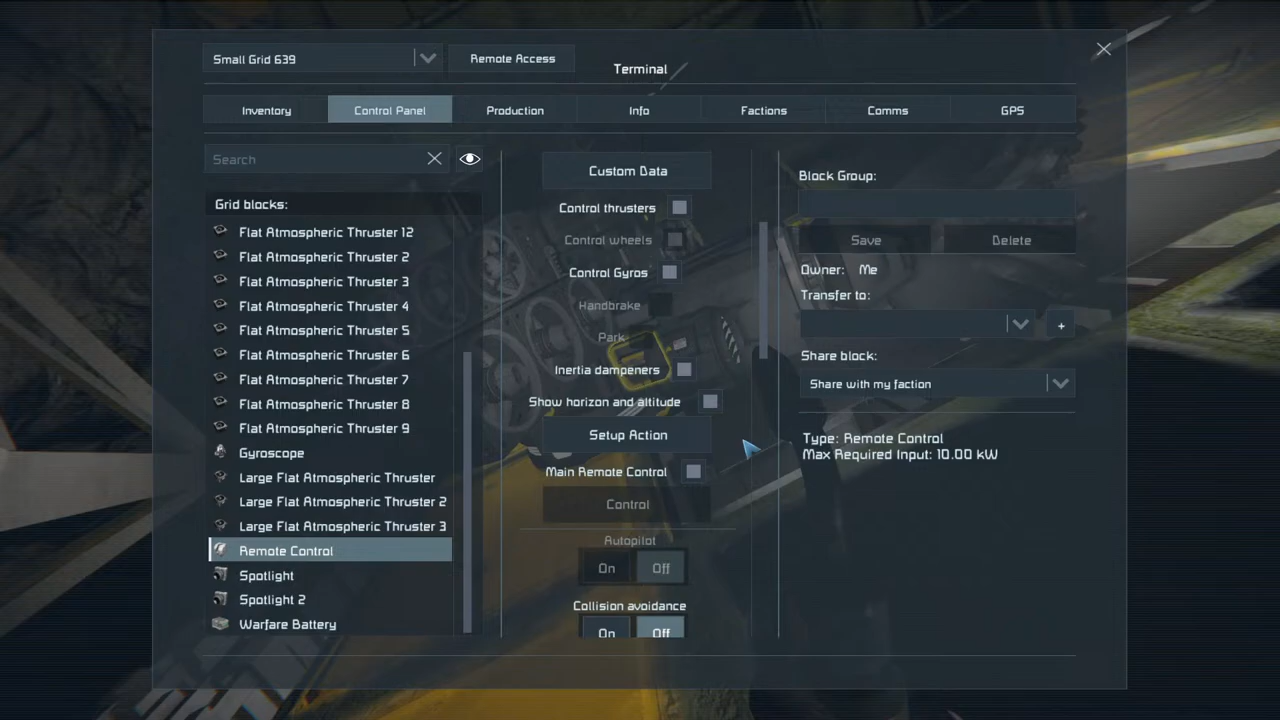 Small Grid 639
Remote Access
Terminal
Inventory
Control Panel
Production
Info
Factions
Comms
GPS
Search
Grid blocks:
Flat Atmospheric Thruster 12
Flat Atmospheric Thruster 2
Flat Atmospheric Thruster 3
Flat Atmospheric Thruster 4
Flat Atmospheric Thruster 5
Flat Atmospheric Thruster 6
Flat Atmospheric Thruster 7
Flat Atmospheric Thruster 8
Flat Atmospheric Thruster 9
Gyroscope
Large Flat Atmospheric Thruster
Large Flat Atmospheric Thruster 2
Large Flat Atmospheric Thruster 3
Remote Control
Spotlight
Spotlight 2
Warfare Battery
Custom Data
Control thrusters
Control wheels
Control Gyros
Handbrake
Park
Inertia dampeners
Show horizon and altitude
Setup Action
Main Remote Control
Control
Autopilot
On Off
Collision avoidance
On Off
Block Group:
Save Delete
Owner: Me
Transfer to:
+
Share block:
Share with my faction
Type: Remote Control
Max Required Input: 10.00 kW